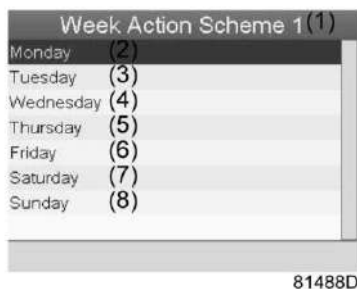 Week Action Scheme 1(1)
Monday (2)
Tuesday (3)
Wednesday (4)
Thursday (5)
Friday (6)
Saturday (7)
Sunday (8)
81488D